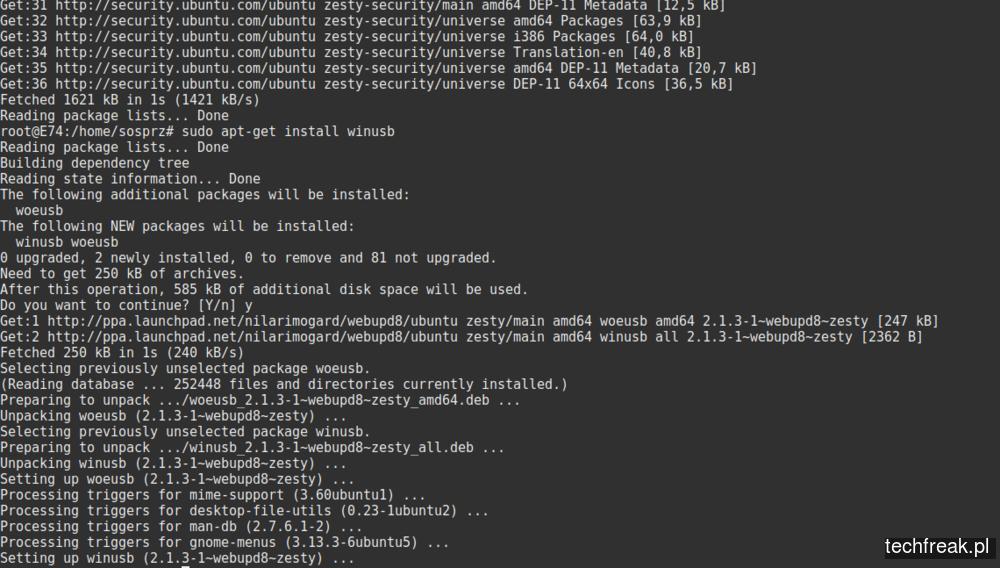 Get:31 http://security.ubuntu.com/ubuntu zesty-security/main amd64 DEP-11 Metadata [12,5 kB]
Get:32 http://security.ubuntu.com/ubuntu zesty-security/universe amd64 Packages [63,9 kB]
Get:33 http://security.ubuntu.com/ubuntu zesty-security/universe i386 Packages [64,0 kB]
Get:34 http://security.ubuntu.com/ubuntu zesty-security/universe Translation-en [40,8 kB]
Get:35 http://security.ubuntu.com/ubuntu zesty-security/universe amd64 DEP-11 Metadata [20,7 kB]
Get:36 http://security.ubuntu.com/ubuntu zesty-security/universe DEP-11 64x64 Icons [36,5 kB]
Fetched 1621 kB in 1s (1421 kB/s)
Reading package lists... Done
root@E74:/home/sosprz# sudo apt-get install winusb
Reading package lists... Done
Building dependency tree
Reading state information... Done
The following additional packages will be installed:
  woeusb
The following NEW packages will be installed:
  winusb woeusb
0 upgraded, 2 newly installed, 0 to remove and 81 not upgraded.
Need to get 250 kB of archives.
After this operation, 585 kB of additional disk space will be used.
Do you want to continue? [Y/n] y
Get:1 http://ppa.launchpad.net/nilarimogard/webupd8/ubuntu zesty/main amd64 woeusb amd64 2.1.3-1~webupd8~zesty [247 kB]
Get:2 http://ppa.launchpad.net/nilarimogard/webupd8/ubuntu zesty/main amd64 winusb all 2.1.3-1~webupd8~zesty [2362 B]
Fetched 250 kB in 1s (240 kB/s)
Selecting previously unselected package woeusb.
(Reading database ... 252448 files and directories currently installed.)
Preparing to unpack .../woeusb_2.1.3-1~webupd8~zesty_amd64.deb ...
Unpacking woeusb (2.1.3-1~webupd8~zesty) ...
Selecting previously unselected package winusb.
Preparing to unpack .../winusb_2.1.3-1~webupd8~zesty_all.deb ...
Unpacking winusb (2.1.3-1~webupd8~zesty) ...
Setting up woeusb (2.1.3-1~webupd8~zesty) ...
Processing triggers for mime-support (3.60ubuntu1) ...
Processing triggers for desktop-file-utils (0.23-1ubuntu2) ...
Processing triggers for man-db (2.7.6.1-2) ...
Processing triggers for gnome-menus (3.13.3-6ubuntu5) ...
Setting up winusb (2.1.3-1~webupd8~zesty) ...
techfreak.pl